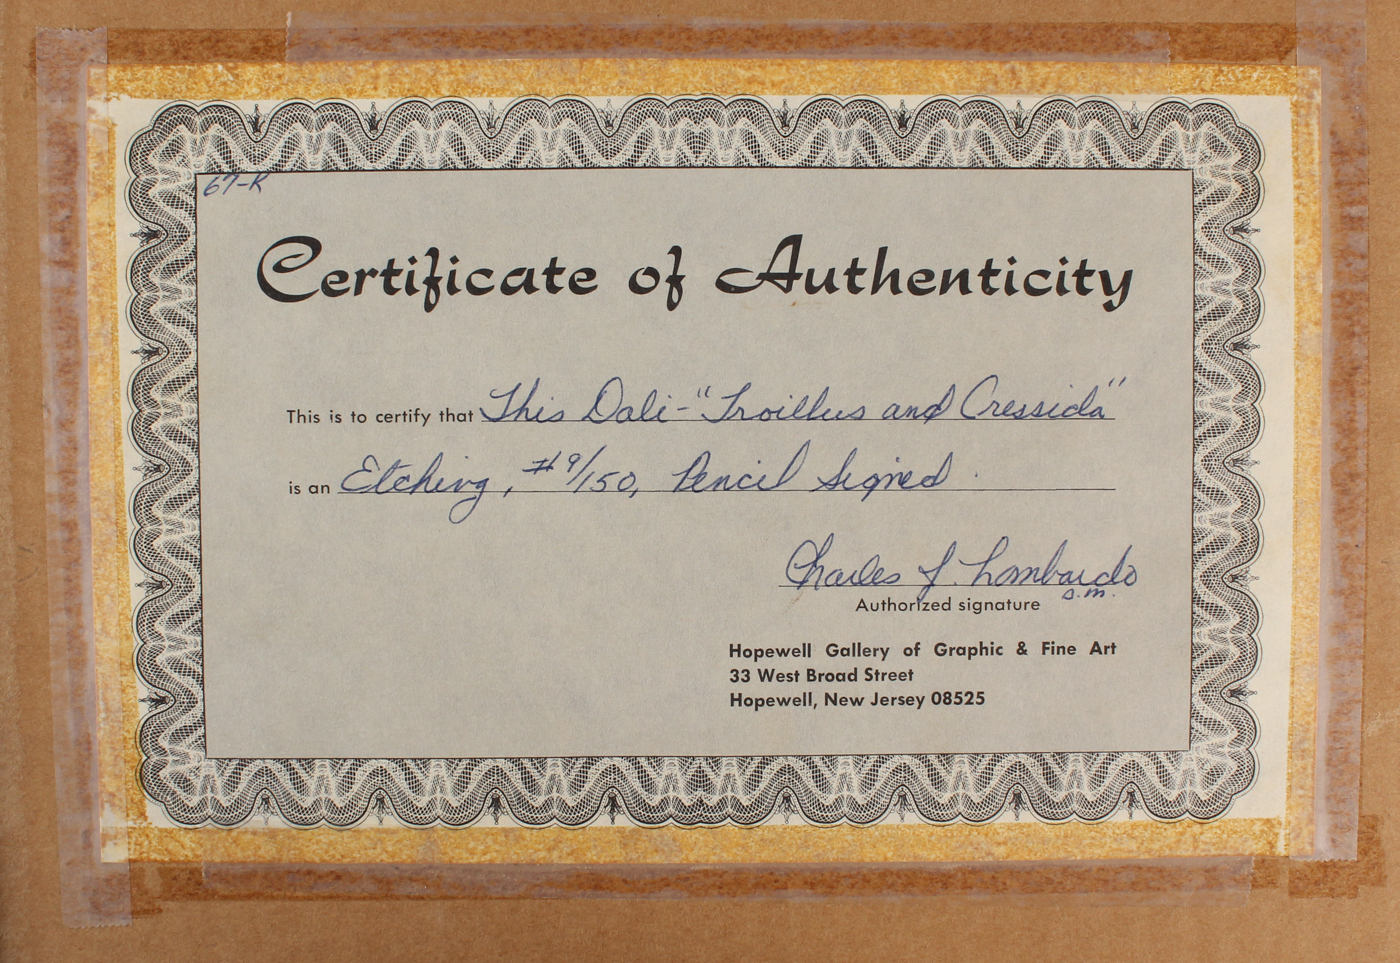 67-K
Certificate of Authenticity
This is to certify that This Dali - "Troillus and Cressida"
is an Etching, #9/150, Pencil Signed
Charles J. Lombardo
s.m.
Authorized signature
Hopewell Gallery of Graphic & Fine Art
33 West Broad Street
Hopewell, New Jersey 08525